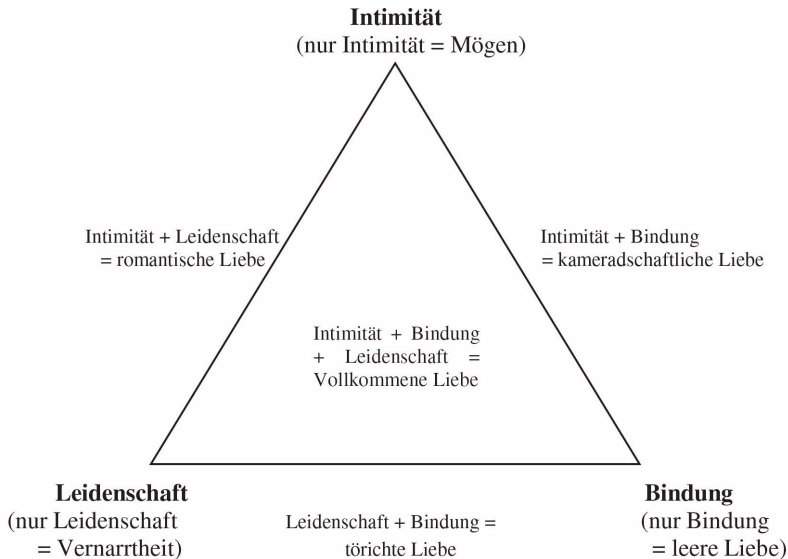 Intimität
(nur Intimität = Mögen)
Intimität + Leidenschaft
= romantische Liebe
Intimität + Bindung
= kameradschaftliche Liebe
Intimität + Bindung
+ Leidenschaft =
Vollkommene Liebe
Leidenschaft
(nur Leidenschaft
= Vernarrtheit)
Leidenschaft + Bindung =
törichte Liebe
Bindung
(nur Bindung
= leere Liebe)